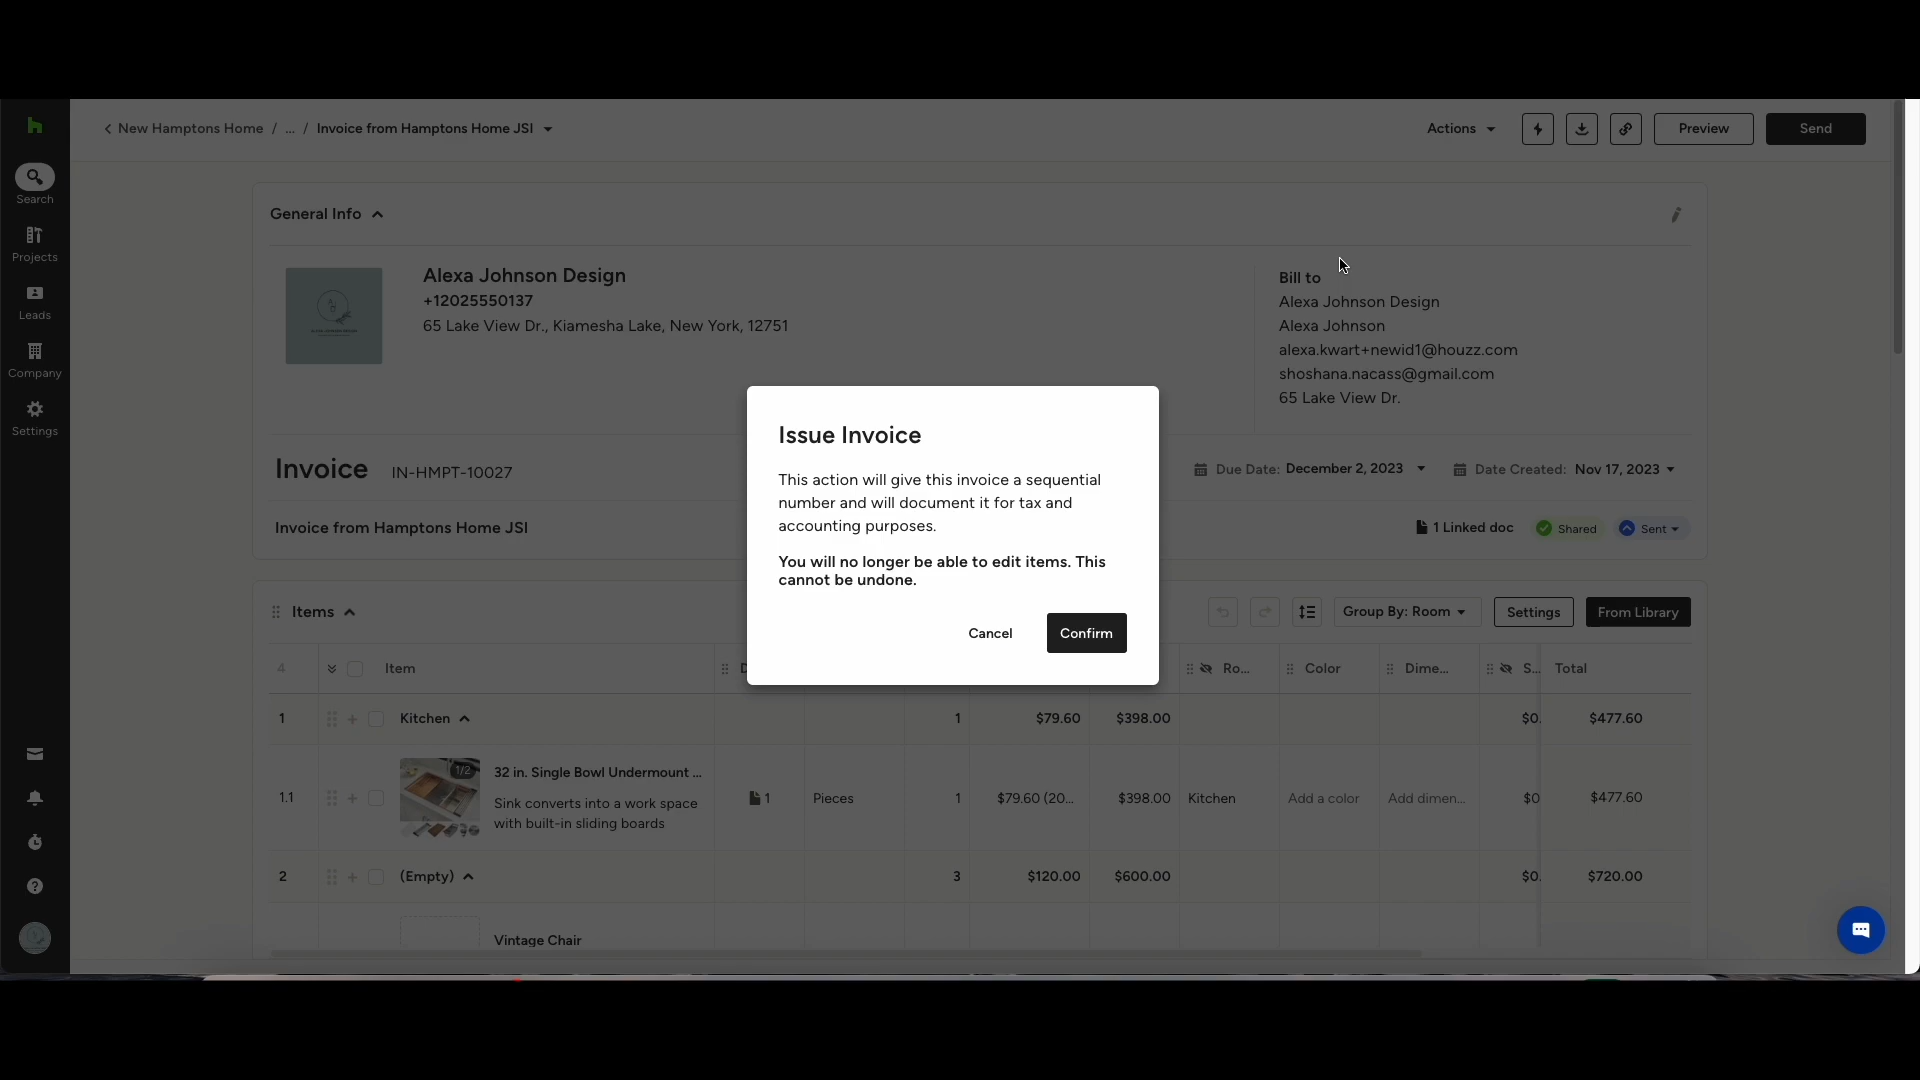 New Hamptons Home / ... / Invoice from Hamptons Home JSI
Actions
Preview
Send
Search
Projects
Leads
Company
Settings
General Info
Alexa Johnson Design
+12025550137
65 Lake View Dr., Kiamesha Lake, New York, 12751
Bill to
Alexa Johnson Design
Alexa Johnson
alexa.kwart+newid1@houzz.com
shoshana.nacass@gmail.com
65 Lake View Dr.
Invoice IN-HMPT-10027
Due Date: December 2, 2023
Date Created: Nov 17, 2023
Invoice from Hamptons Home JSI
1 Linked doc
Shared
Sent
Issue Invoice
This action will give this invoice a sequential
number and will document it for tax and
accounting purposes.
You will no longer be able to edit items. This
cannot be undone.
Cancel
Confirm
Items
Group By: Room
Settings
From Library
4 Item D Ro... Color Dime... S... Total
1 Kitchen 1 $79.60 $398.00 $0. $477.60
1.1
1/2
32 in. Single Bowl Undermount ...
Sink converts into a work space
with built-in sliding boards
1 Pieces 1 $79.60 (20... $398.00 Kitchen Add a color Add dimen... $0 $477.60
2 (Empty) 3 $120.00 $600.00 $0. $720.00
Vintage Chair